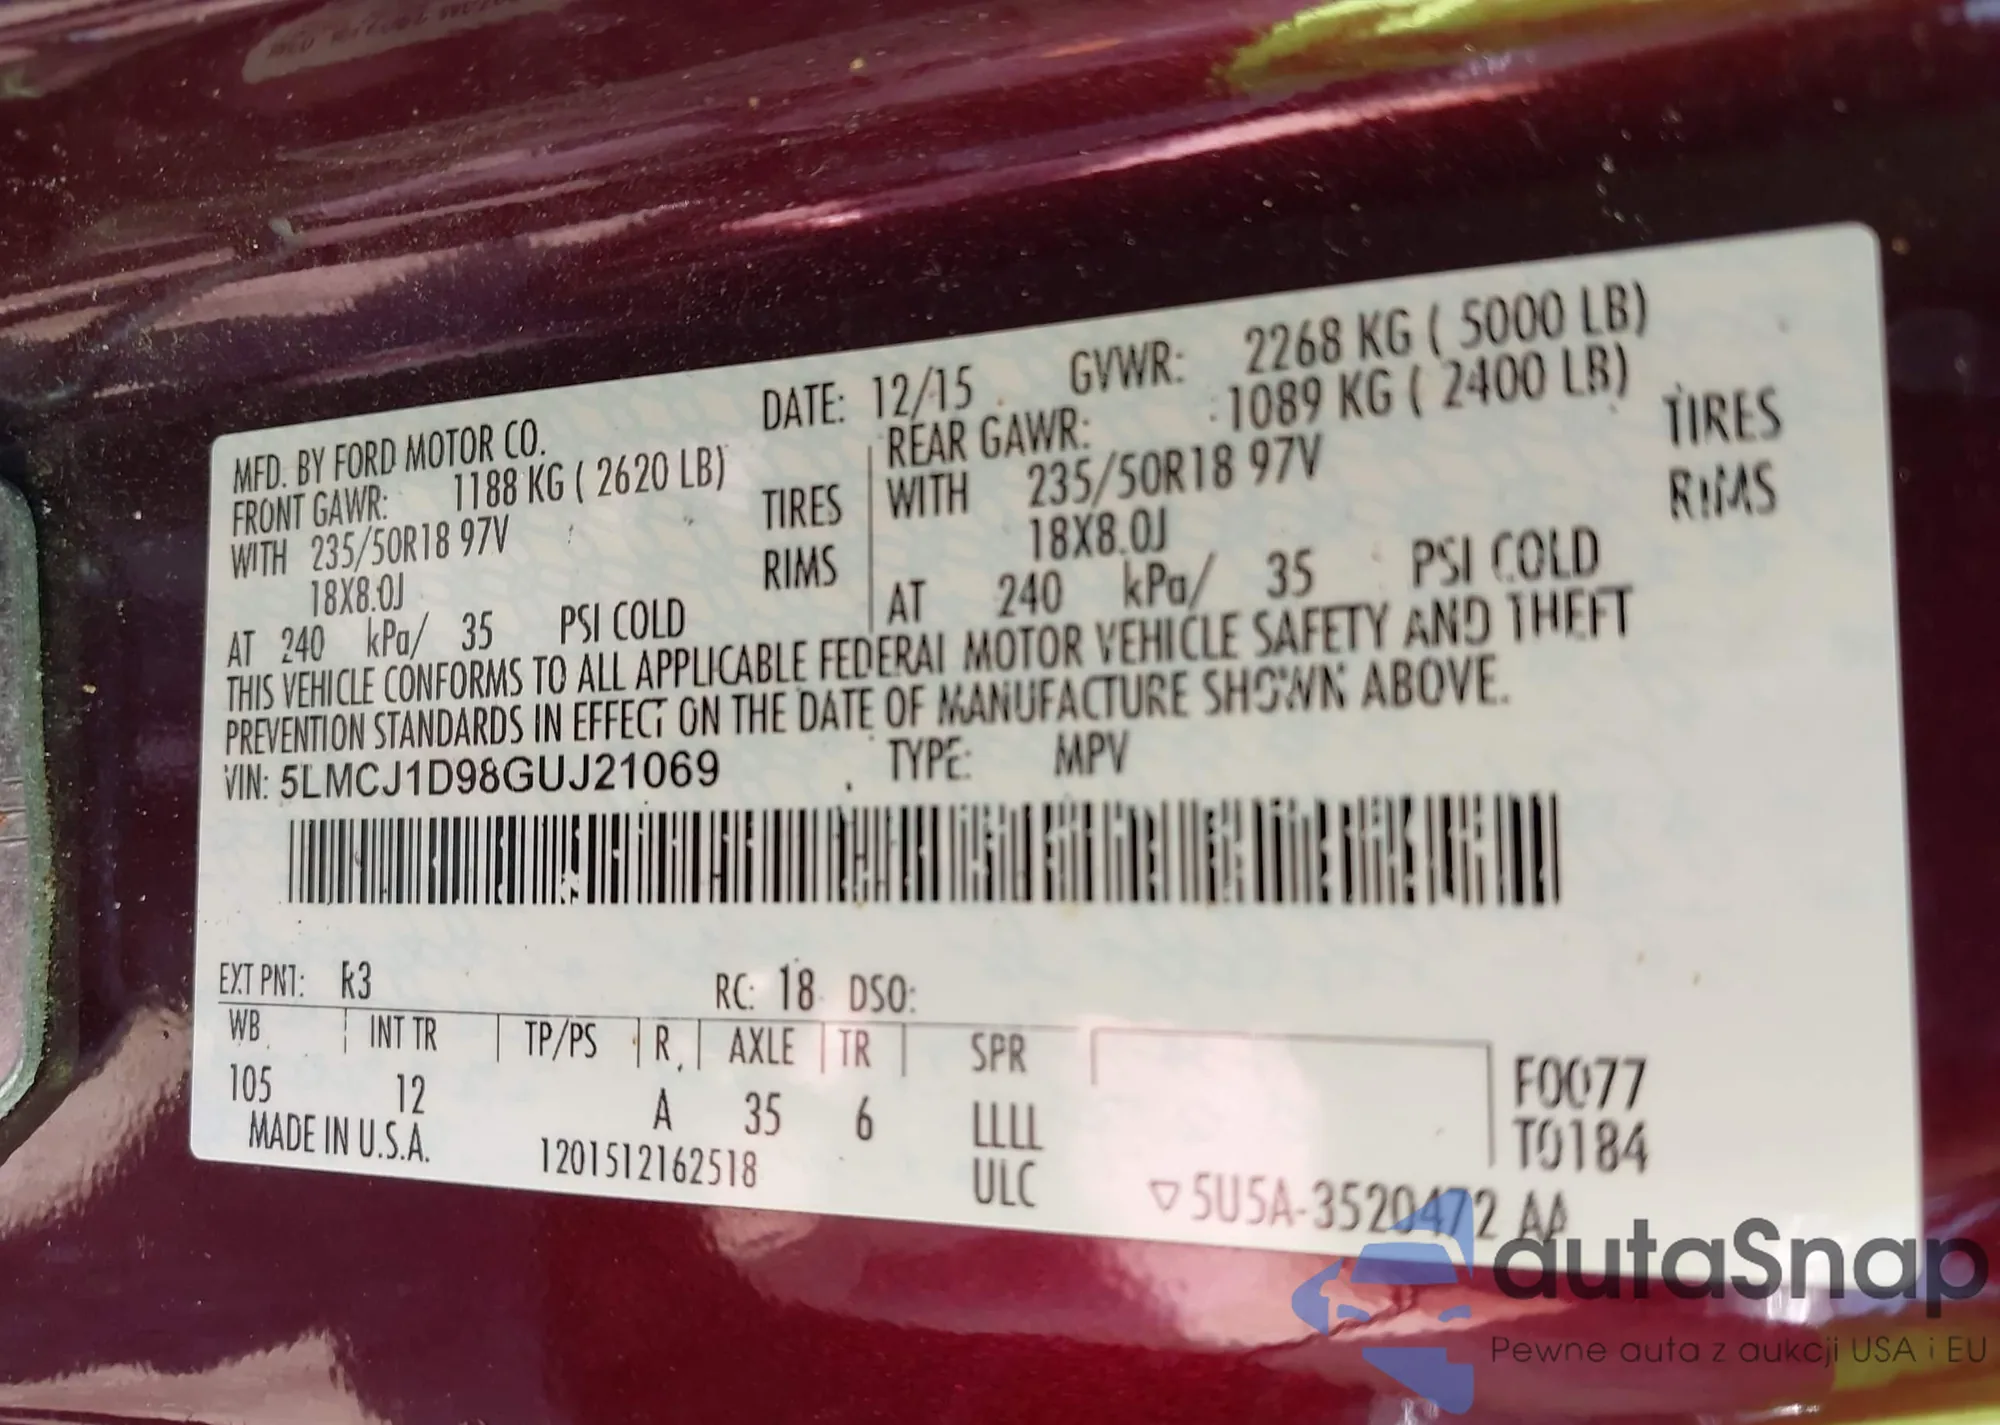 MFD. BY FORD MOTOR CO. DATE: 12/15 GVWR: 2268 KG ( 5000 LB)
FRONT GAWR: 1188 KG ( 2620 LB) REAR GAWR: 1089 KG ( 2400 LB)
WITH 235/50R18 97V TIRES WITH 235/50R18 97V TIRES
18X8.0J RIMS 18X8.0J RIMS
AT 240 kPa/ 35 PSI COLD AT 240 kPa/ 35 PSI COLD
THIS VEHICLE CONFORMS TO ALL APPLICABLE FEDERAL MOTOR VEHICLE SAFETY AND THEFT
PREVENTION STANDARDS IN EFFECT ON THE DATE OF MANUFACTURE SHOWN ABOVE.
VIN: 5LMCJ1D98GUJ21069 TYPE: MPV
EXT PNT: R3 RC: 18 DSO:
WB INT TR TP/PS R AXLE TR SPR
105 12 A 35 6 LLLL F0077
MADE IN U.S.A. 1201512162518 ULC T0184
5U5A-3520472 AA
autaSnap
Pewne auta z aukcji USA i EU